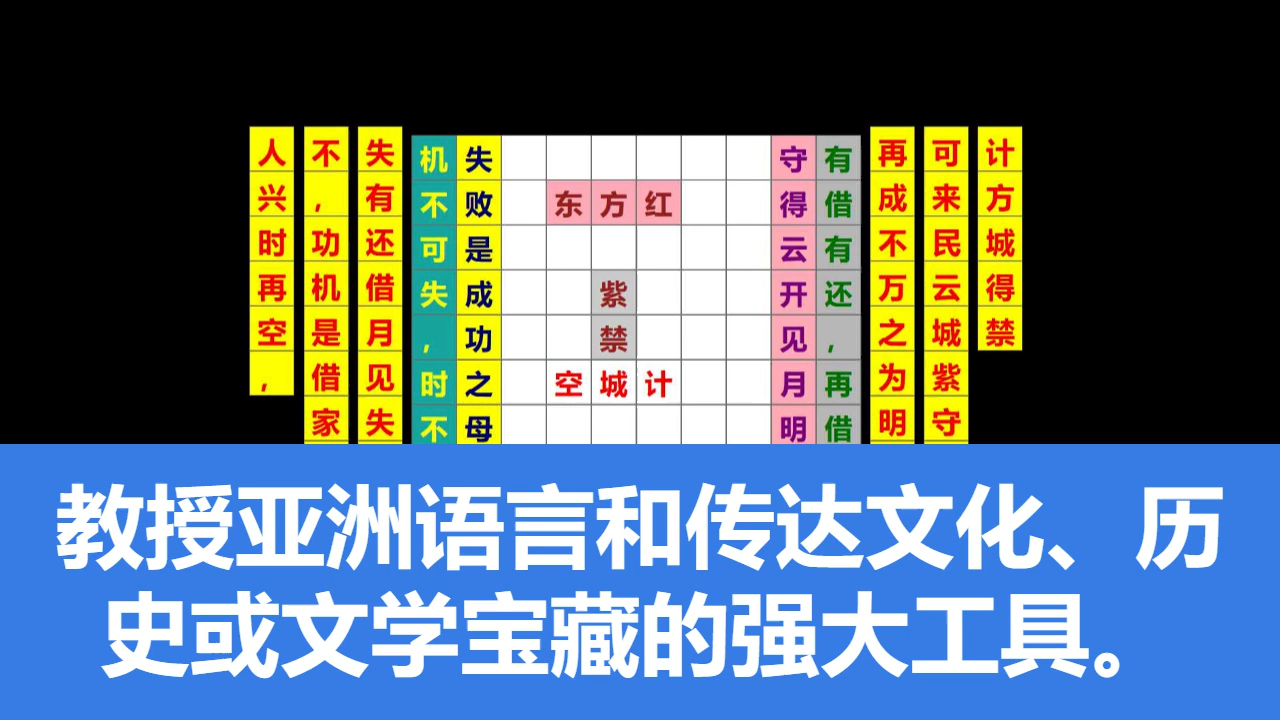 人兴时再空，
不，功机是借家
失有还借月见失
机不可失，时不
失败是成功之母
东方红
紫禁
空城计
守得云开见月明
有借有还，再借
再成不万之为明
可来民云城紫守
计方城得禁
教授亚洲语言和传达文化、历
史或文学宝藏的强大工具。